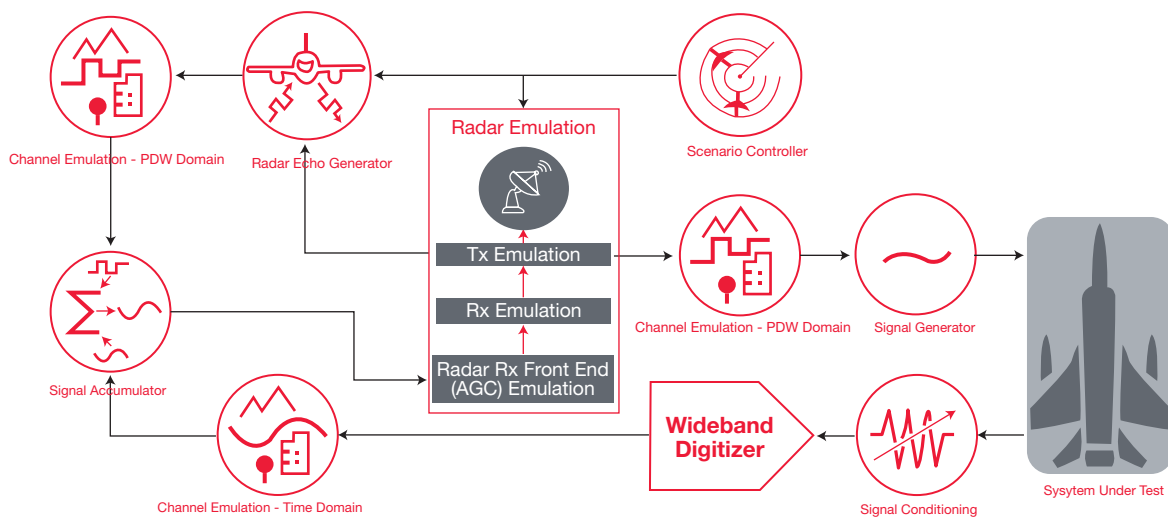 Radar Emulation
Channel Emulation - PDW Domain
Radar Echo Generator
Scenario Controller
Tx Emulation
Rx Emulation
Channel Emulation - PDW Domain
Signal Generator
Radar Rx Front End
(AGC) Emulation
Signal Accumulator
Wideband
Digitizer
Channel Emulation - Time Domain
Signal Conditioning
Sysytem Under Test